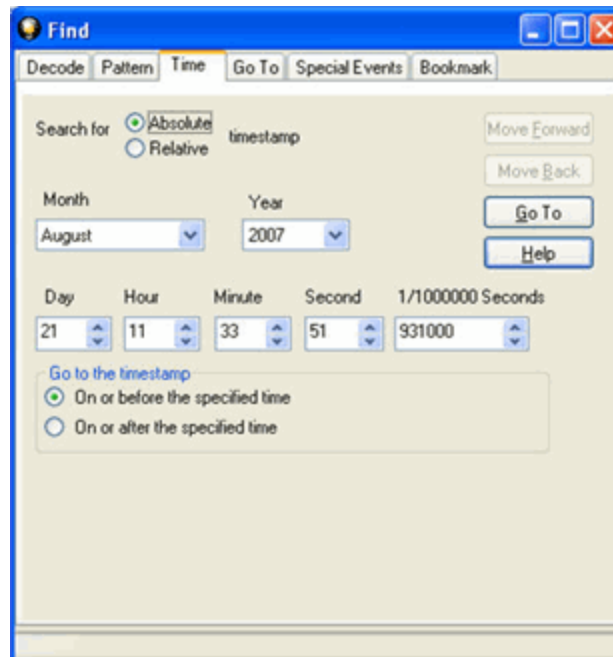 Find
Decode Pattern Time Go To Special Events Bookmark
Search for Absolute timestamp Move Forward
Relative
Move Back
Month Year Go To
August 2007
Help
Day Hour Minute Second 1/1000000 Seconds
21 11 33 51 931000
Go to the timestamp
On or before the specified time
On or after the specified time